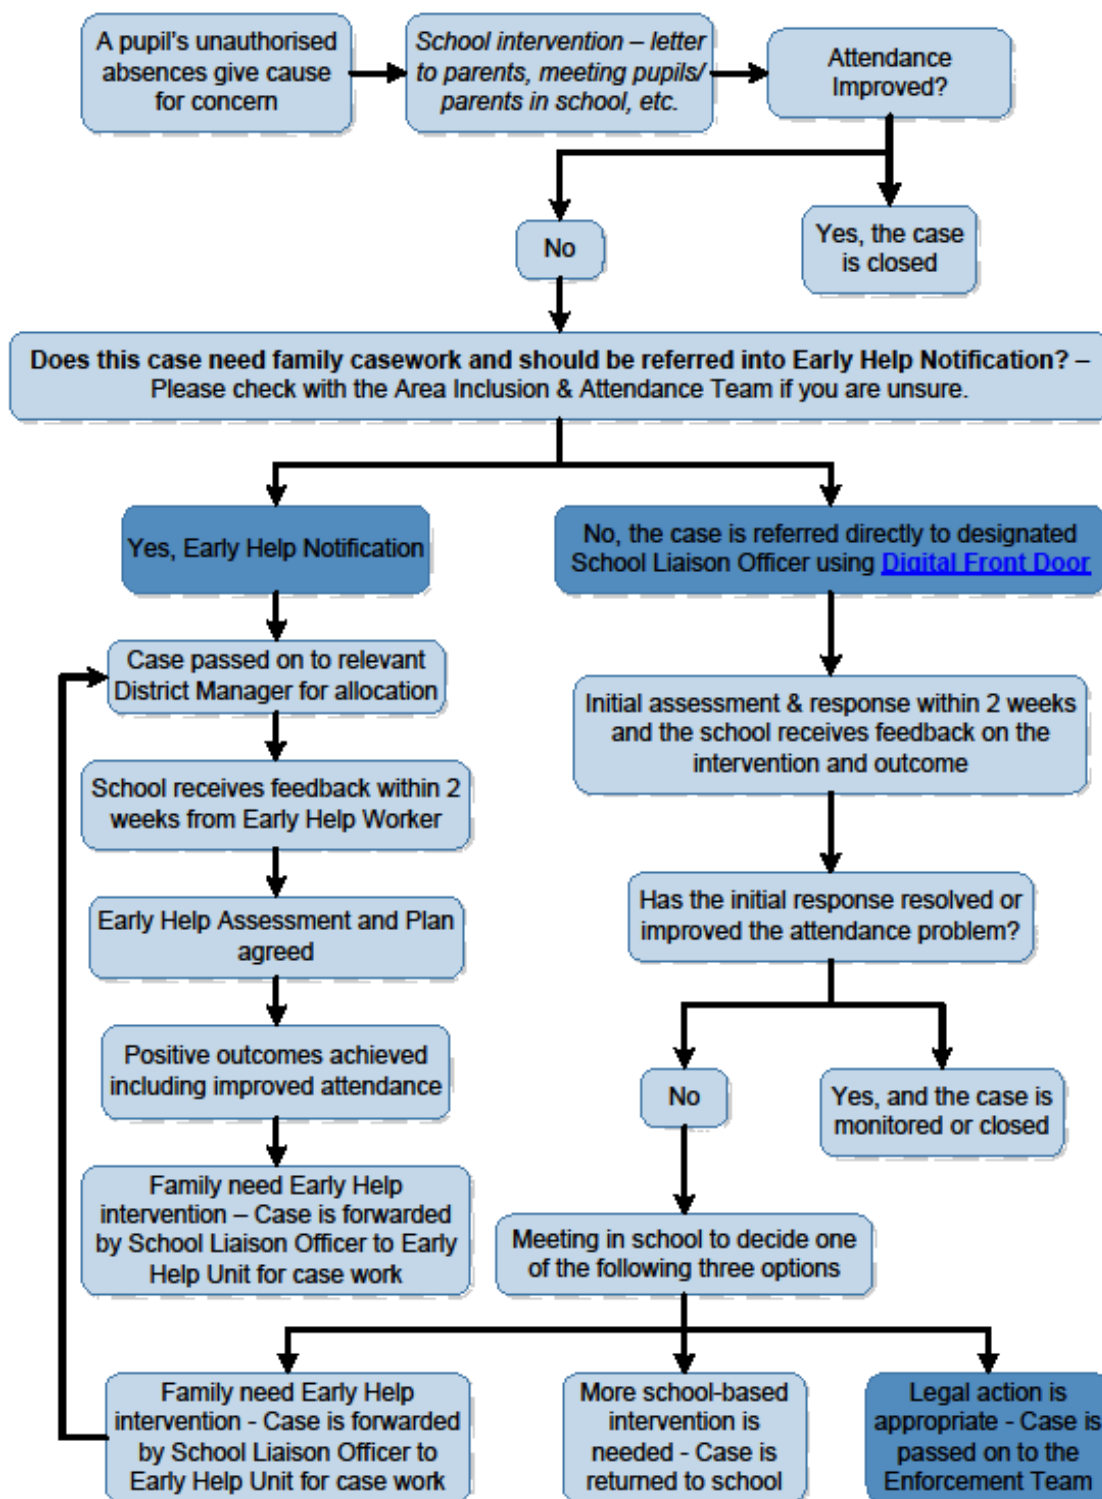 A pupil's unauthorised
absences give cause
for concern
School intervention – letter
to parents, meeting pupils/
parents in school, etc.
Attendance
Improved?
No
Yes, the case
is closed
Does this case need family casework and should be referred into Early Help Notification? –
Please check with the Area Inclusion & Attendance Team if you are unsure.
Yes, Early Help Notification
No, the case is referred directly to designated
School Liaison Officer using Digital Front Door
Case passed on to relevant
District Manager for allocation
School receives feedback within 2
weeks from Early Help Worker
Early Help Assessment and Plan
agreed
Positive outcomes achieved
including improved attendance
Family need Early Help
intervention – Case is forwarded
by School Liaison Officer to Early
Help Unit for case work
Initial assessment & response within 2 weeks
and the school receives feedback on the
intervention and outcome
Has the initial response resolved or
improved the attendance problem?
No
Yes, and the case is
monitored or closed
Meeting in school to decide one
of the following three options
Family need Early Help
intervention - Case is forwarded
by School Liaison Officer to
Early Help Unit for case work
More school-based
intervention is
needed - Case is
returned to school
Legal action is
appropriate - Case is
passed on to the
Enforcement Team